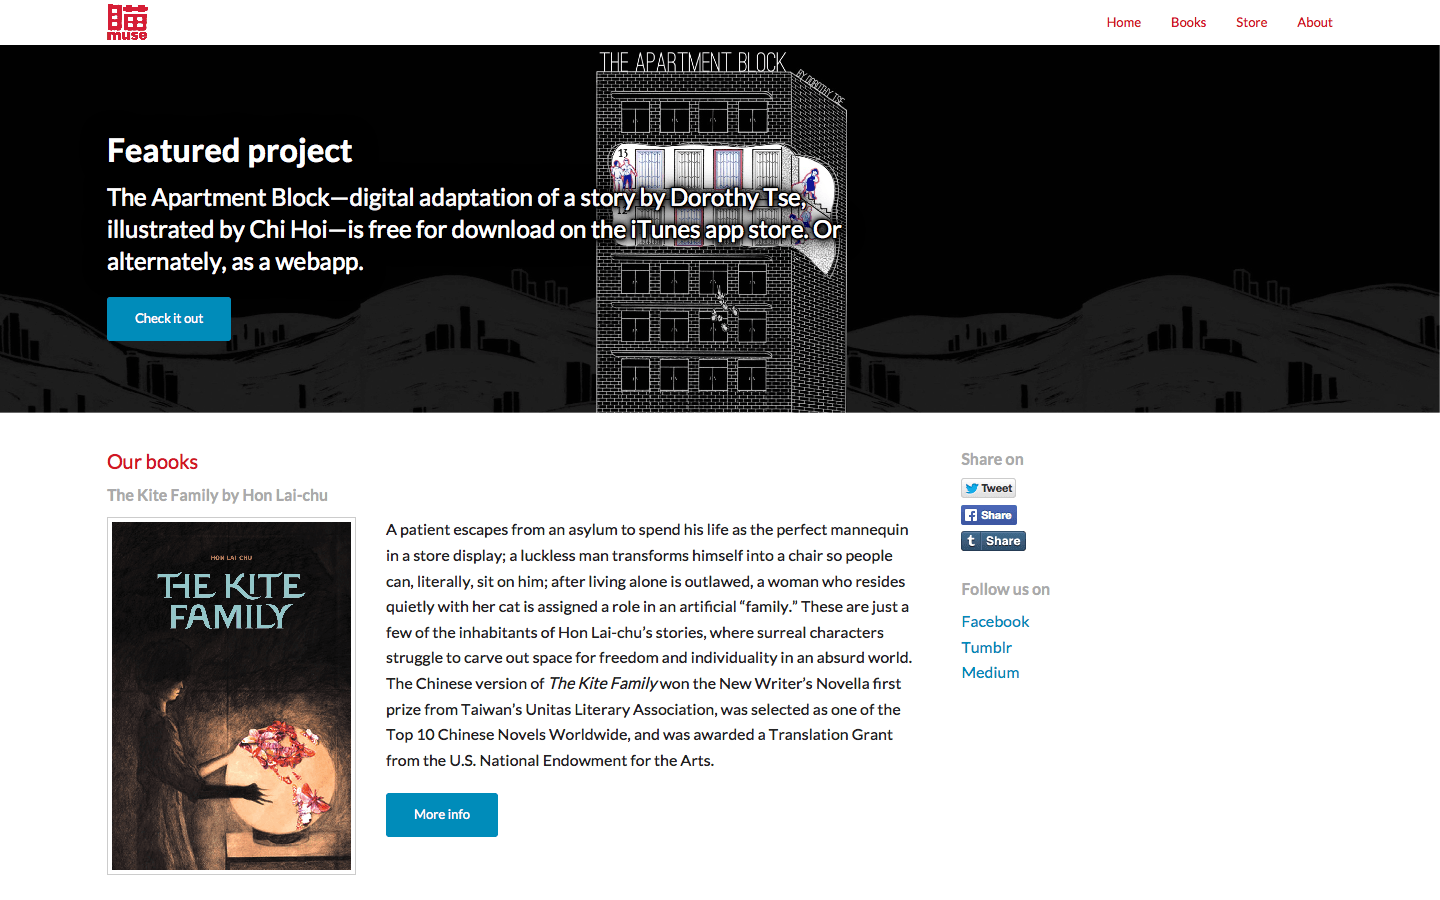 瞄
muse
Home
Books
Store
About
THE APARTMENT BLOCK
BY DOROTHY TSE
Featured project
13
The Apartment Block—digital adaptation of a story by Dorothy Tse,
illustrated by Chi Hoi—is free for download on the iTunes app store. Or
alternately, as a webapp.
12
Check it out
Our books
The Kite Family by Hon Lai-chu
HON LAI CHU
THE KITE
FAMILY
A patient escapes from an asylum to spend his life as the perfect mannequin
in a store display; a luckless man transforms himself into a chair so people
can, literally, sit on him; after living alone is outlawed, a woman who resides
quietly with her cat is assigned a role in an artificial “family.” These are just a
few of the inhabitants of Hon Lai-chu’s stories, where surreal characters
struggle to carve out space for freedom and individuality in an absurd world.
The Chinese version of The Kite Family won the New Writer’s Novella first
prize from Taiwan’s Unitas Literary Association, was selected as one of the
Top 10 Chinese Novels Worldwide, and was awarded a Translation Grant
from the U.S. National Endowment for the Arts.
More info
Share on
Tweet
Share
Share
Follow us on
Facebook
Tumblr
Medium